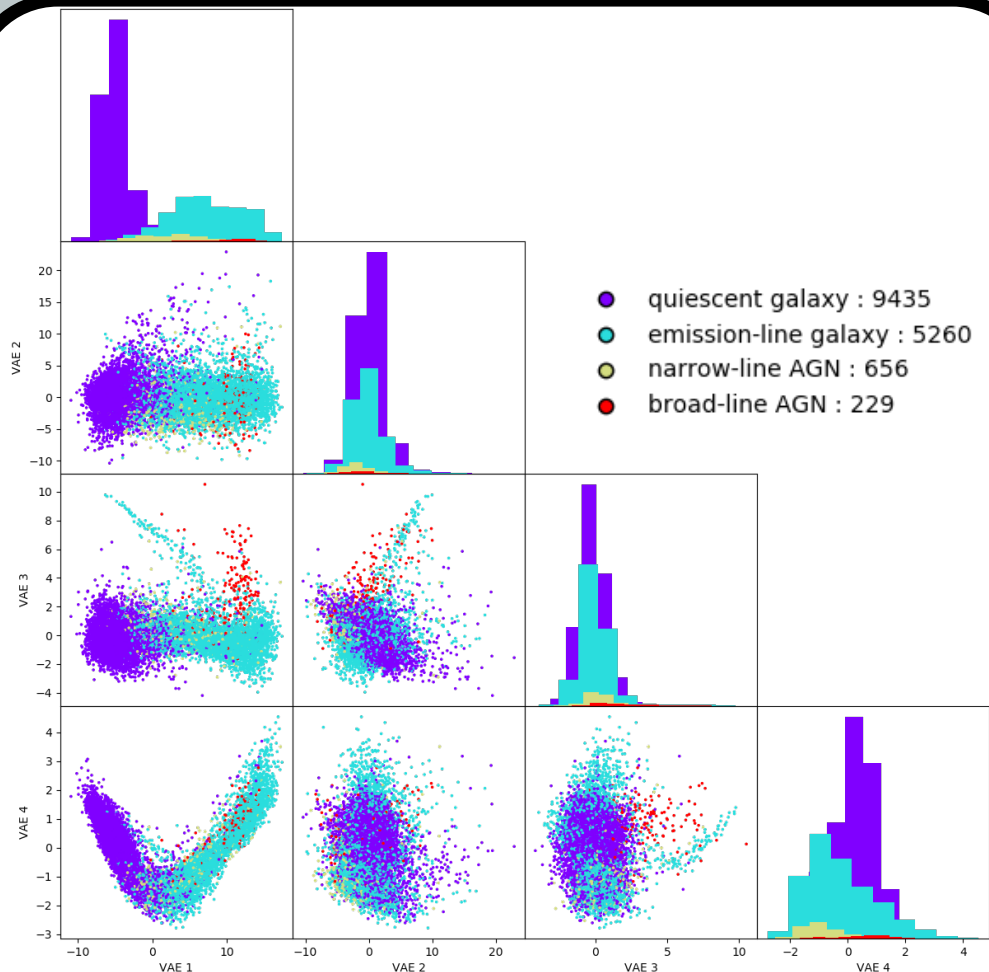 20
15
10
5
0
−5
−10
VAE 2
quiescent galaxy : 9435
emission-line galaxy : 5260
narrow-line AGN : 656
broad-line AGN : 229
10
8
6
4
2
0
−2
−4
VAE 3
4
3
2
1
0
−1
−2
−3
VAE 4
−10 0 10
−10 0 10 20
0 5 10
−2 0 2 4
VAE 1
VAE 2
VAE 3
VAE 4